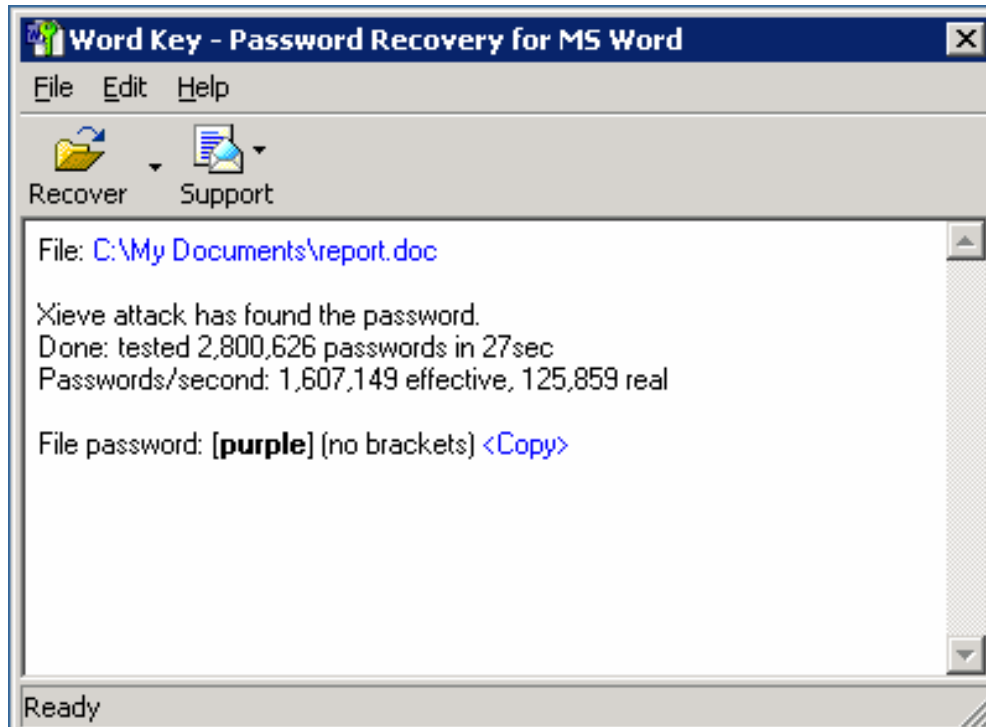 Word Key - Password Recovery for MS Word
File Edit Help
Recover Support
File: C:\My Documents\report.doc
Xieve attack has found the password.
Done: tested 2,800,626 passwords in 27sec
Passwords/second: 1,607,149 effective, 125,859 real
File password: [purple] (no brackets) <Copy>
Ready